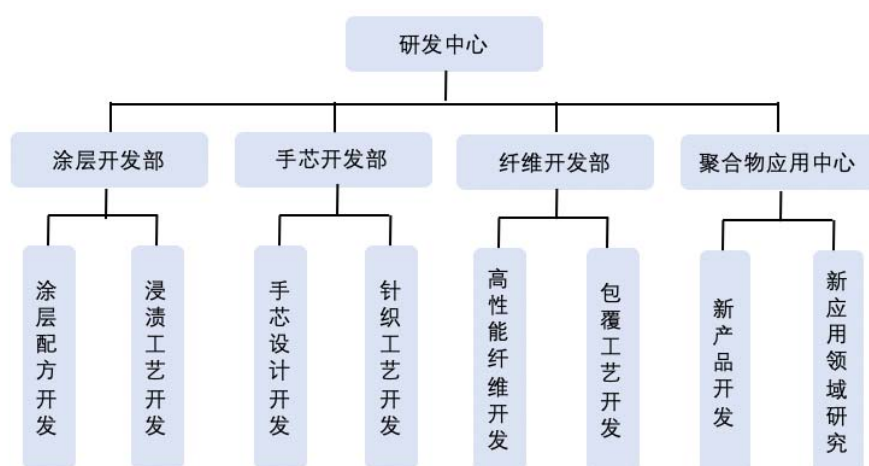 研发中心
涂层开发部
手芯开发部
纤维开发部
聚合物应用中心
涂层配方开发
浸渍工艺开发
手芯设计开发
针织工艺开发
高性能纤维开发
包覆工艺开发
新产品开发
新应用领域研究